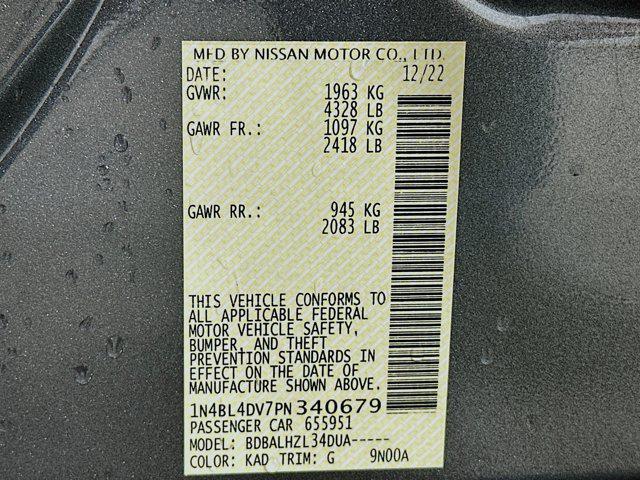 MFD BY NISSAN MOTOR CO., LTD.
DATE: 12/22
GVWR: 1963 KG
4328 LB
GAWR FR.: 1097 KG
2418 LB
GAWR RR.: 945 KG
2083 LB
THIS VEHICLE CONFORMS TO
ALL APPLICABLE FEDERAL
MOTOR VEHICLE SAFETY,
BUMPER, AND THEFT
PREVENTION STANDARDS IN
EFFECT ON THE DATE OF
MANUFACTURE SHOWN ABOVE.
1N4BL4DV7PN340679
PASSENGER CAR 655951
MODEL: BDBALHZL34DUA-----
COLOR: KAD TRIM: G 9N00A